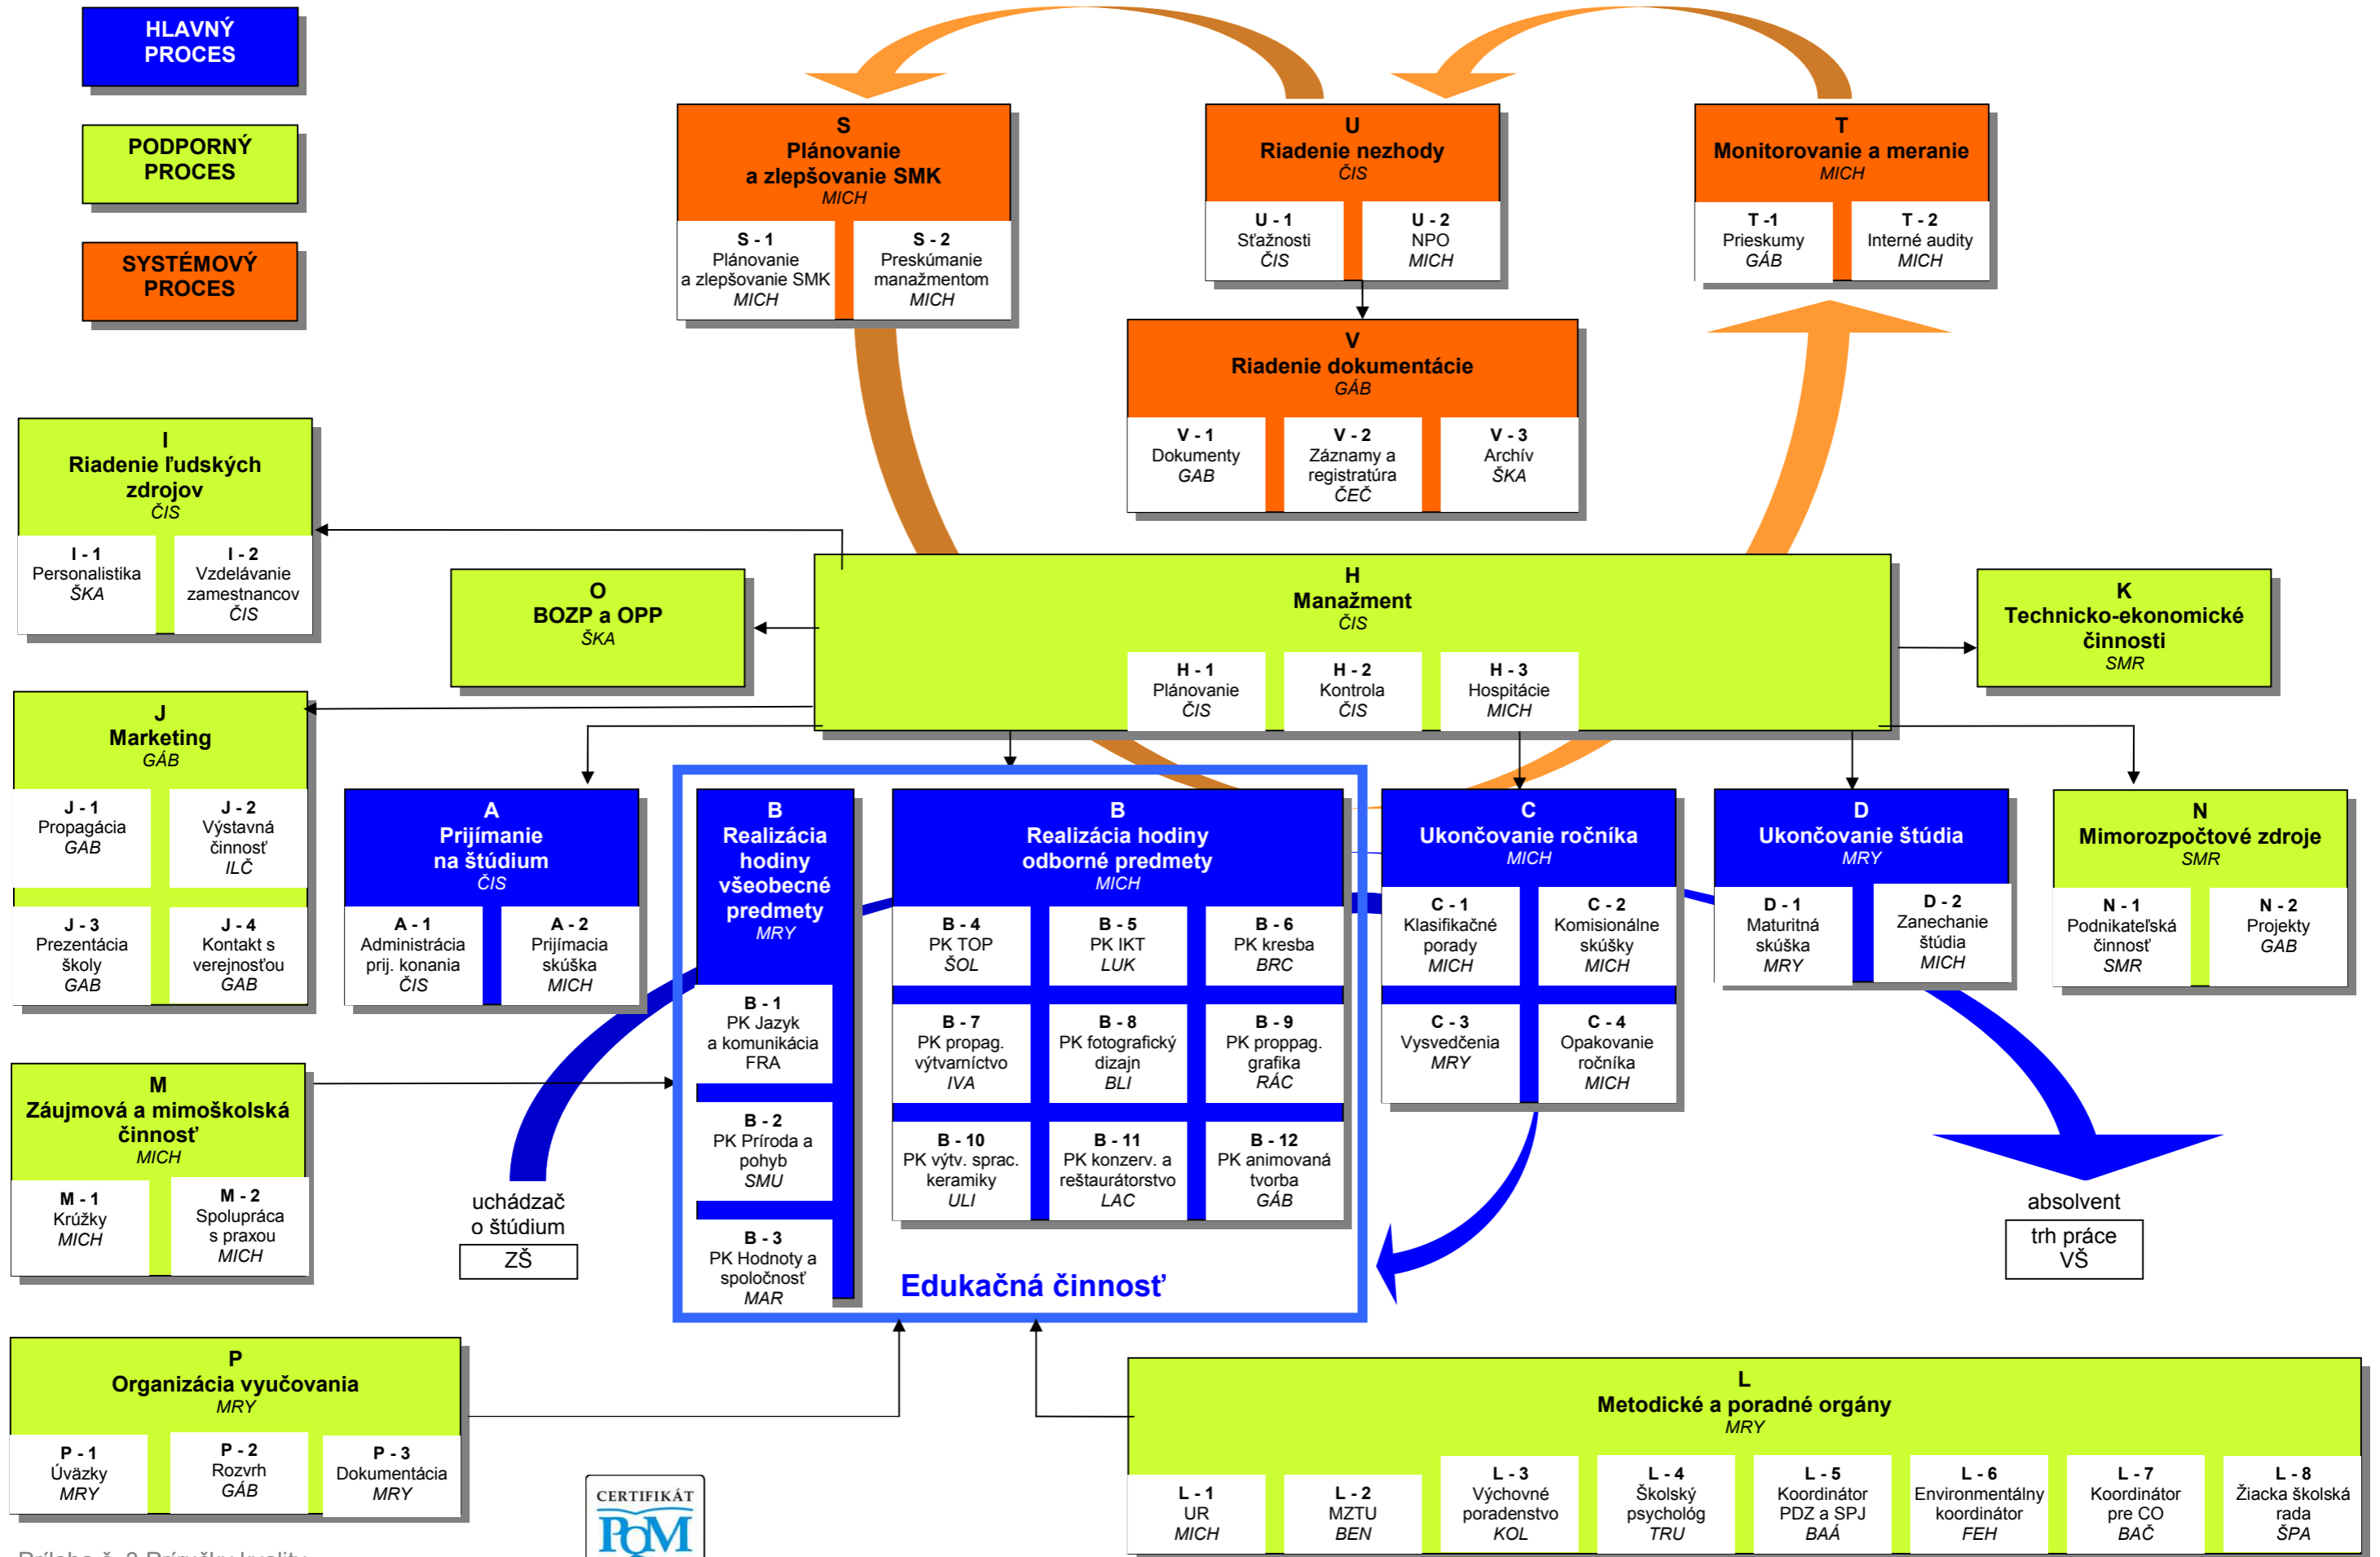 HLAVNÝ
PROCES
PODPORNÝ
PROCES
SYSTÉMOVÝ
PROCES
S
Plánovanie
a zlepšovanie SMK
MICH
S - 1
Plánovanie
a zlepšovanie SMK
MICH
S - 2
Preskúmanie
manažmentom
MICH
U
Riadenie nezhody
ČIS
U - 1
Sťažnosti
ČIS
U - 2
NPO
MICH
T
Monitorovanie a meranie
MICH
T -1
Prieskumy
GÁB
T - 2
Interné audity
MICH
V
Riadenie dokumentácie
GÁB
V - 1
Dokumenty
GAB
V - 2
Záznamy a
registratúra
ČEČ
V - 3
Archív
ŠKA
I
Riadenie ľudských
zdrojov
ČIS
I - 1
Personalistika
ŠKA
I - 2
Vzdelávanie
zamestnancov
ČIS
O
BOZP a OPP
ŠKA
H
Manažment
ČIS
H - 1
Plánovanie
ČIS
H - 2
Kontrola
ČIS
H - 3
Hospitácie
MICH
K
Technicko-ekonomické
činnosti
SMR
J
Marketing
GÁB
J - 1
Propagácia
GAB
J - 2
Výstavná
činnosť
ILČ
J - 3
Prezentácia
školy
GAB
J - 4
Kontakt s
verejnosťou
GAB
A
Prijímanie
na štúdium
ČIS
A - 1
Administrácia
prij. konania
ČIS
A - 2
Prijímacia
skúška
MICH
B
Realizácia
hodiny
všeobecné
predmety
MRY
B - 1
PK Jazyk
a komunikácia
FRA
B - 2
PK Príroda a
pohyb
SMU
B - 3
PK Hodnoty a
spoločnosť
MAR
B
Realizácia hodiny
odborné predmety
MICH
B - 4
PK TOP
ŠOL
B - 5
PK IKT
LUK
B - 6
PK kresba
BRC
B - 7
PK propag.
výtvarníctvo
IVA
B - 8
PK fotografický
dizajn
BLI
B - 9
PK proppag.
grafika
RÁC
B - 10
PK výtv. sprac.
keramiky
ULI
B - 11
PK konzerv. a
reštaurátorstvo
LAC
B - 12
PK animovaná
tvorba
GÁB
Edukačná činnosť
C
Ukončovanie ročníka
MICH
C - 1
Klasifikačné
porady
MICH
C - 2
Komisionálne
skúšky
MICH
C - 3
Vysvedčenia
MRY
C - 4
Opakovanie
ročníka
MICH
D
Ukončovanie štúdia
MRY
D - 1
Maturitná
skúška
MRY
D - 2
Zanechanie
štúdia
MICH
N
Mimorozpočtové zdroje
SMR
N - 1
Podnikateľská
činnosť
SMR
N - 2
Projekty
GAB
M
Záujmová a mimoškolská
činnosť
MICH
M - 1
Krúžky
MICH
M - 2
Spolupráca
s praxou
MICH
uchádzač
o štúdium
ZŠ
absolvent
trh práce
VŠ
P
Organizácia vyučovania
MRY
P - 1
Úväzky
MRY
P - 2
Rozvrh
GÁB
P - 3
Dokumentácia
MRY
L
Metodické a poradné orgány
MRY
L - 1
UR
MICH
L - 2
MZTU
BEN
L - 3
Výchovné
poradenstvo
KOL
L - 4
Školský
psychológ
TRU
L - 5
Koordinátor
PDZ a SPJ
BAÁ
L - 6
Environmentálny
koordinátor
FEH
L - 7
Koordinátor
pre CO
BAČ
L - 8
Žiacka školská
rada
ŠPA
CERTIFIKÁT
PQM
Príloha č. 3 Príručky kvality